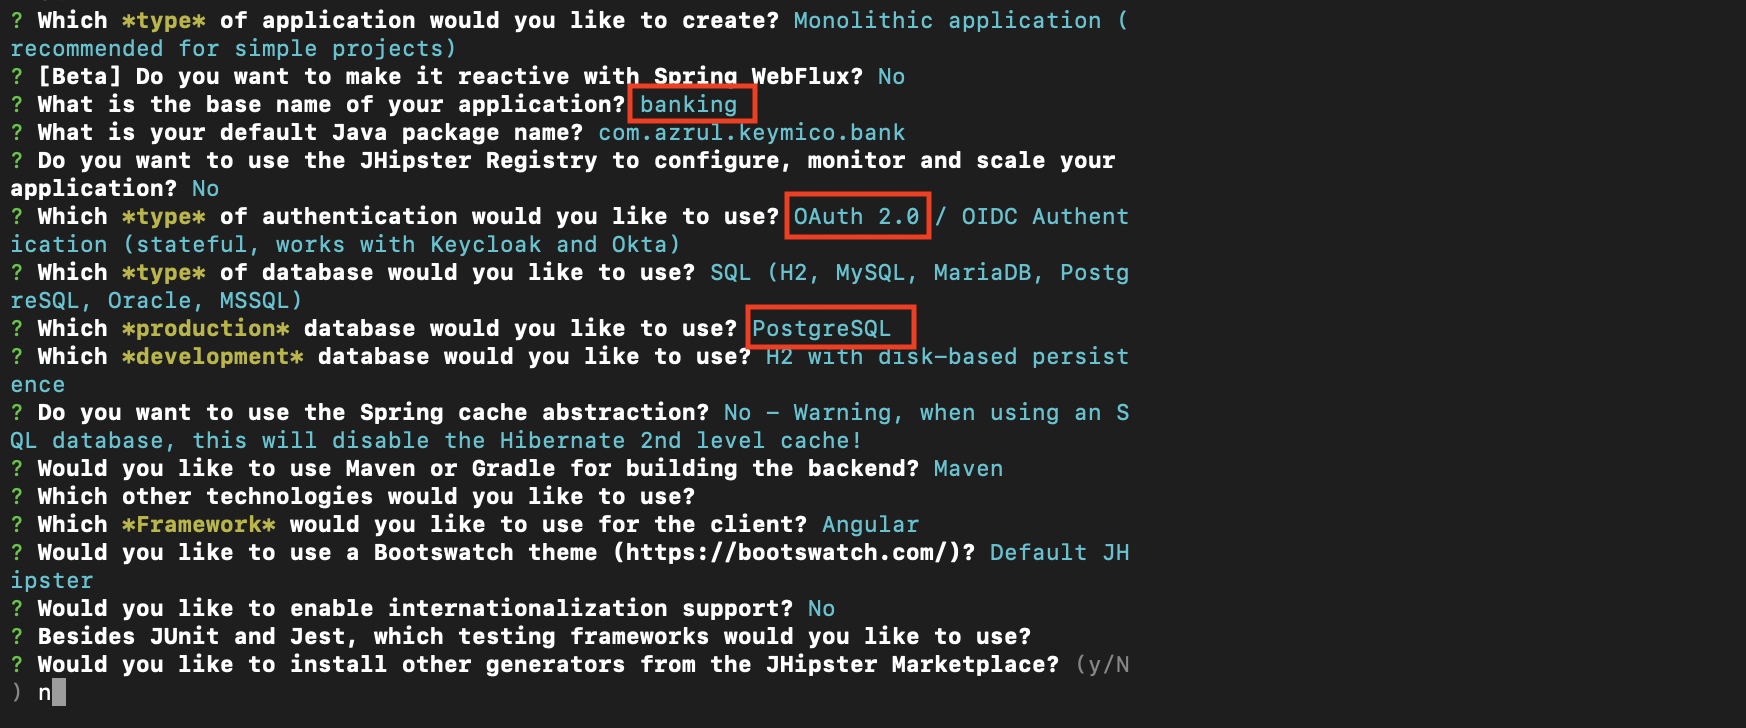 ? Which *type* of application would you like to create? Monolithic application (
recommended for simple projects)
? [Beta] Do you want to make it reactive with Spring WebFlux? No
? What is the base name of your application? banking
? What is your default Java package name? com.azrul.keymico.bank
? Do you want to use the JHipster Registry to configure, monitor and scale your
application? No
? Which *type* of authentication would you like to use? OAuth 2.0 / OIDC Authent
ication (stateful, works with Keycloak and Okta)
? Which *type* of database would you like to use? SQL (H2, MySQL, MariaDB, Postg
reSQL, Oracle, MSSQL)
? Which *production* database would you like to use? PostgreSQL
? Which *development* database would you like to use? H2 with disk-based persist
ence
? Do you want to use the Spring cache abstraction? No – Warning, when using an S
QL database, this will disable the Hibernate 2nd level cache!
? Would you like to use Maven or Gradle for building the backend? Maven
? Which other technologies would you like to use?
? Which *Framework* would you like to use for the client? Angular
? Would you like to use a Bootswatch theme (https://bootswatch.com/)? Default JH
ipster
? Would you like to enable internationalization support? No
? Besides JUnit and Jest, which testing frameworks would you like to use?
? Would you like to install other generators from the JHipster Marketplace? (y/N
) n